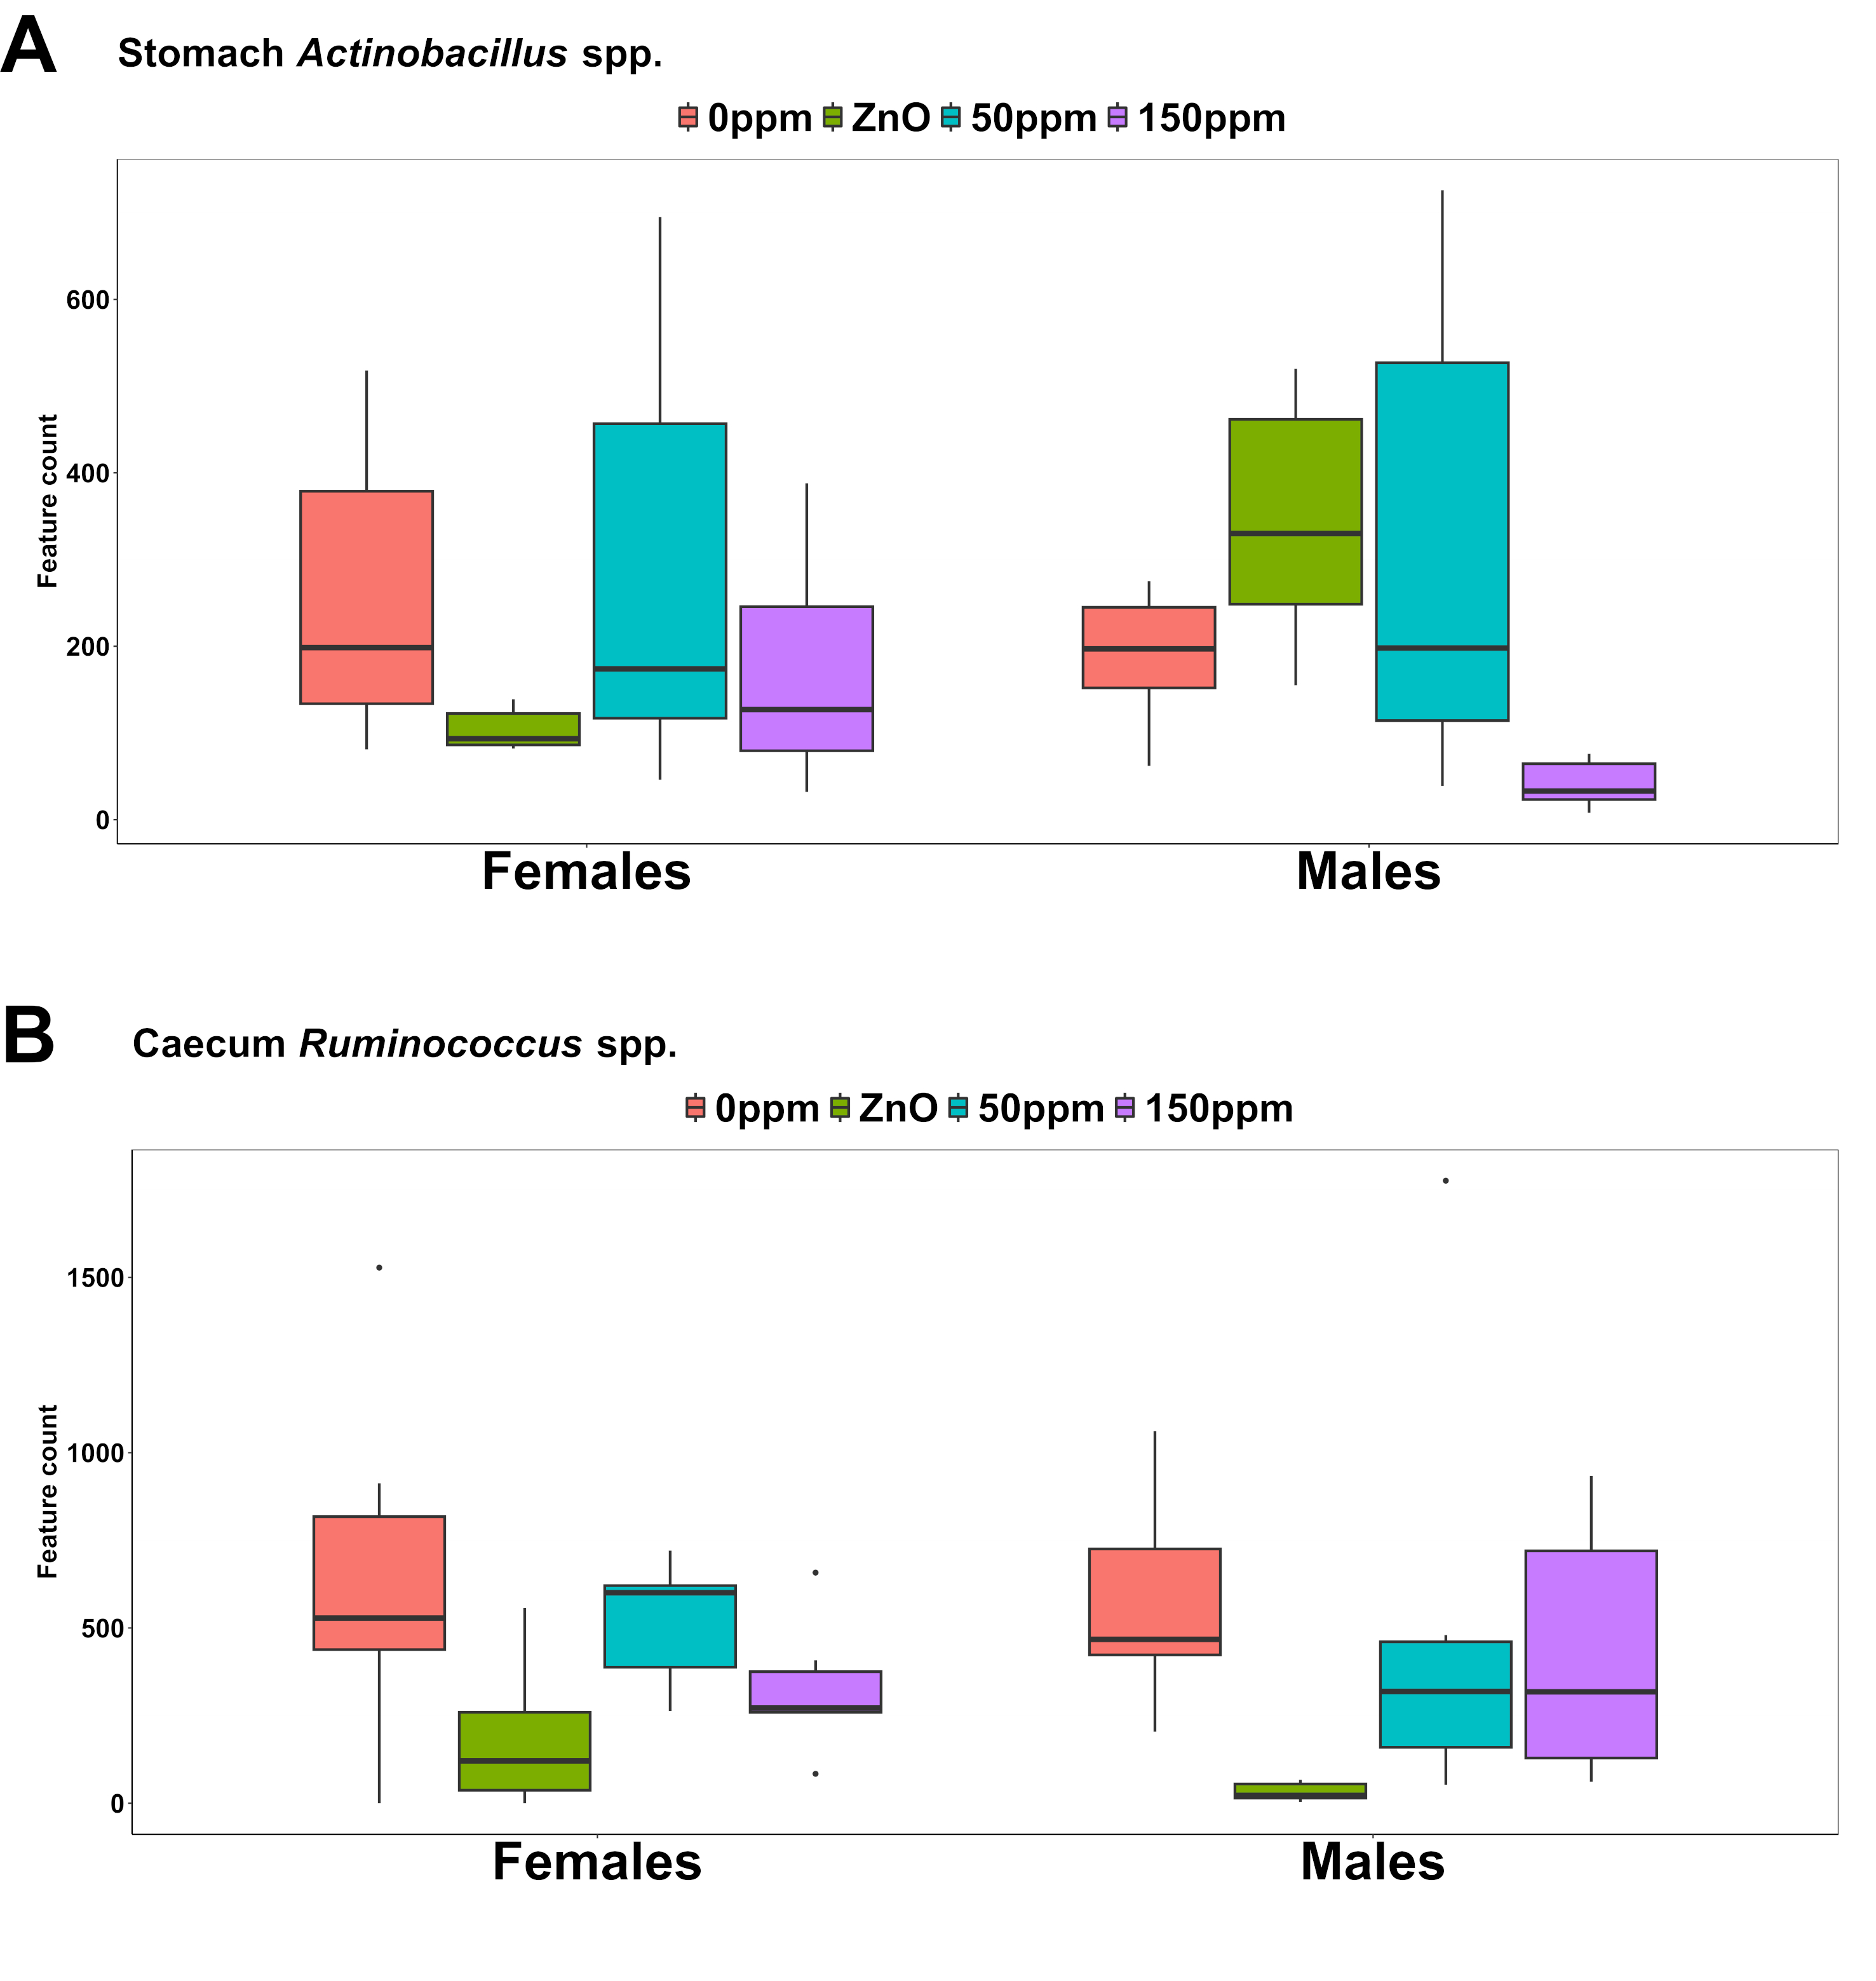 A
Stomach Actinobacillus spp.
0ppm ZnO 50ppm 150ppm
Feature count
600
400
200
0
Females Males
B
Caecum Ruminococcus spp.
0ppm ZnO 50ppm 150ppm
Feature count
1500
1000
500
0
Females Males